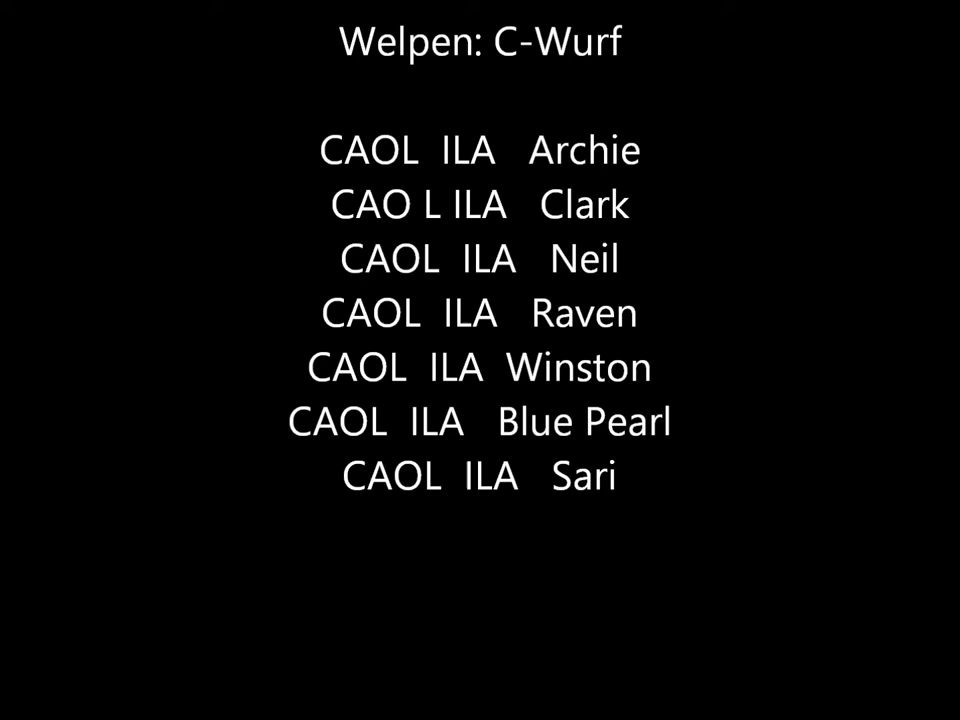 Welpen: C-Wurf
CAOL ILA Archie
CAO L ILA Clark
CAOL ILA Neil
CAOL ILA Raven
CAOL ILA Winston
CAOL ILA Blue Pearl
CAOL ILA Sari